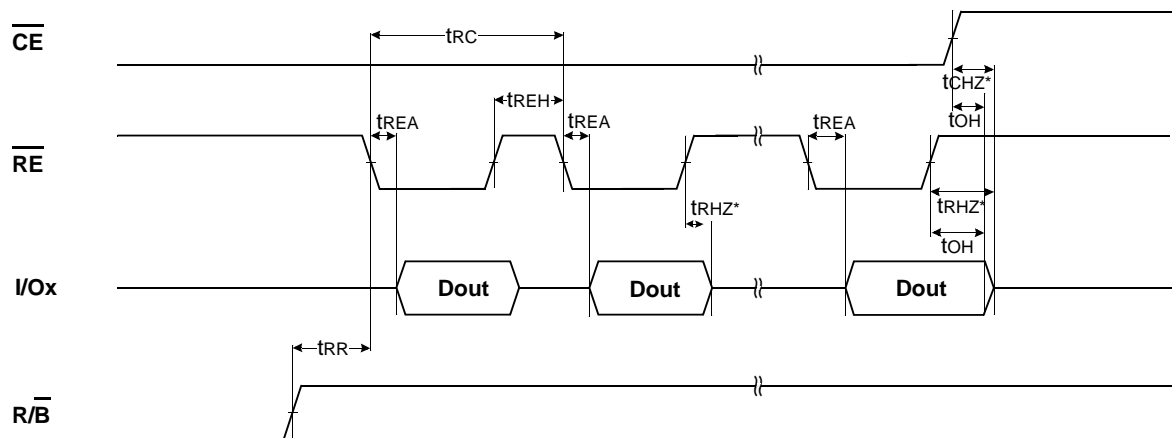 CE
tRC
tCHZ*
tREH
tOH
tREA
tREA
tREA
RE
tRHZ*
tRHZ*
tOH
I/Ox
Dout
Dout
Dout
tRR
R/B